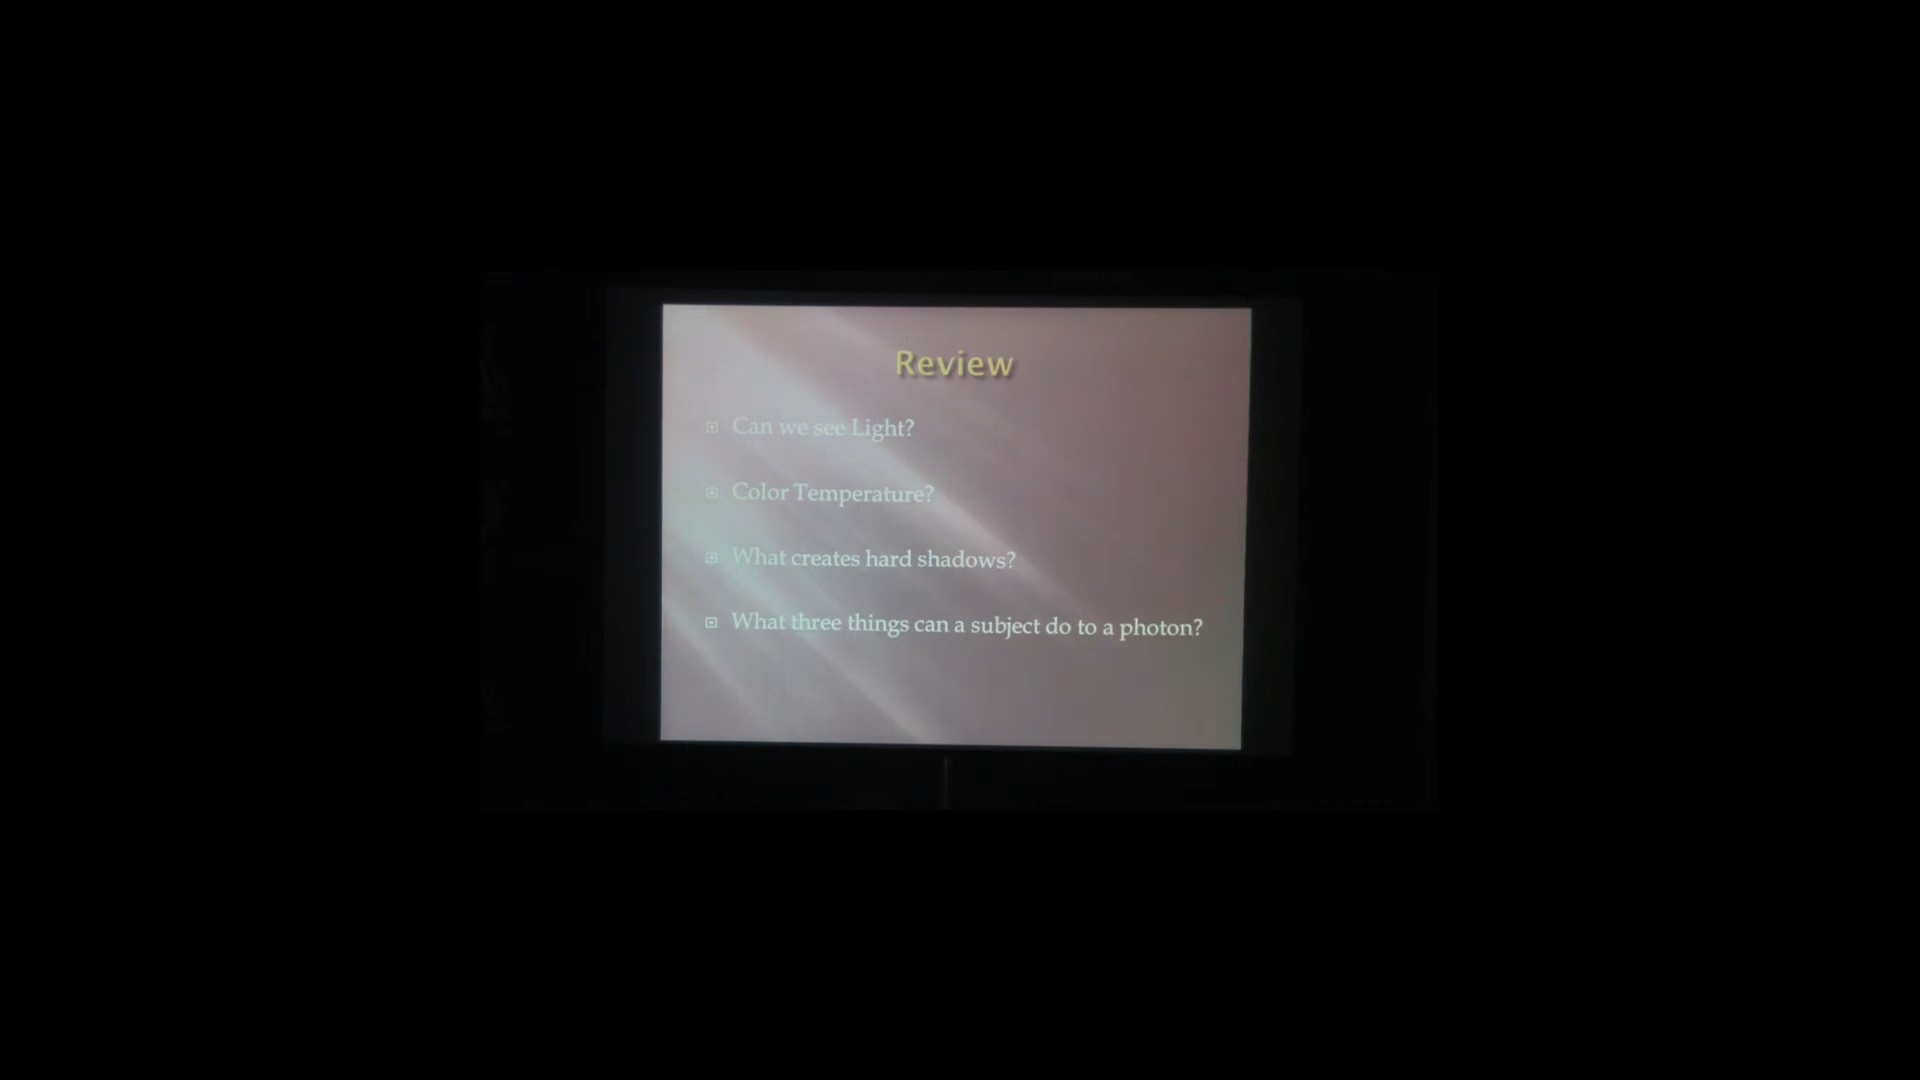 Review
Can we see Light?
Color Temperature?
What creates hard shadows?
What three things can a subject do to a photon?